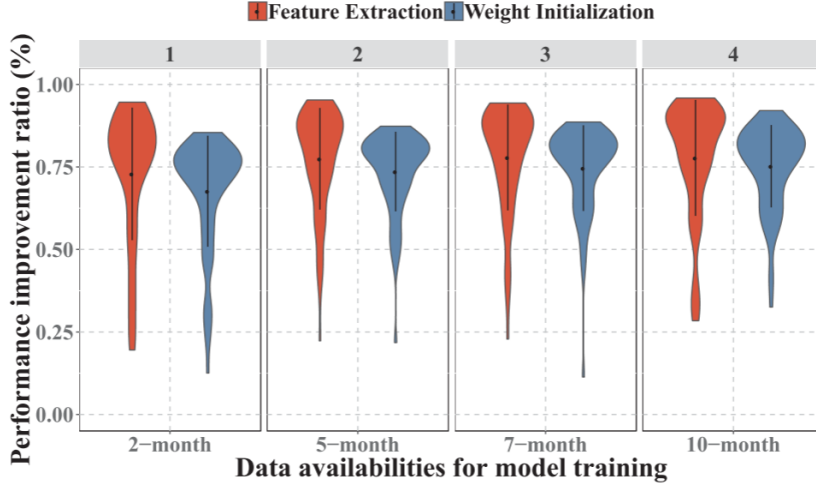 Feature Extraction Weight Initialization
1 2 3 4
Performance improvement ratio (%)
1.00
0.75
0.50
0.25
0.00
2−month 5−month 7−month 10−month
Data availabilities for model training